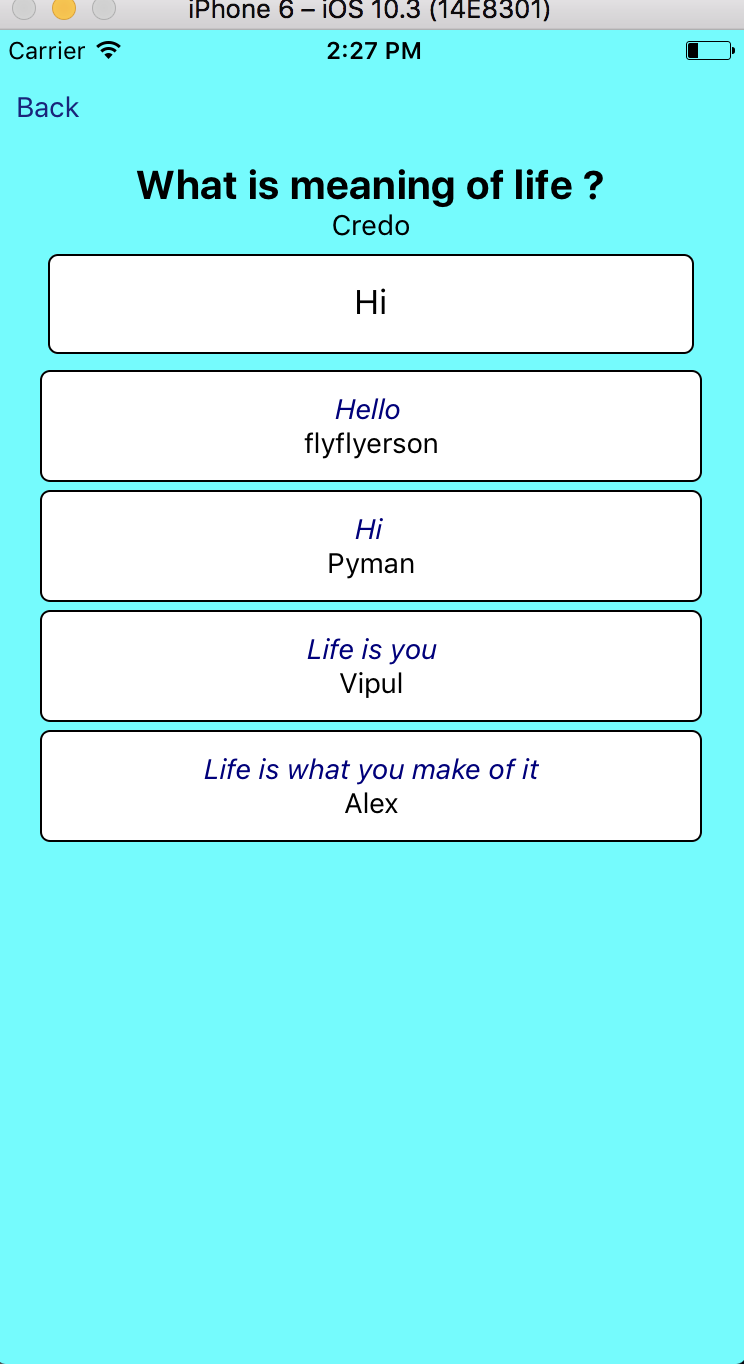 iPhone 6 – iOS 10.3 (14E8301)
Carrier 2:27 PM
Back
What is meaning of life ?
Credo
Hi
Hello
flyflyerson
Hi
Pyman
Life is you
Vipul
Life is what you make of it
Alex